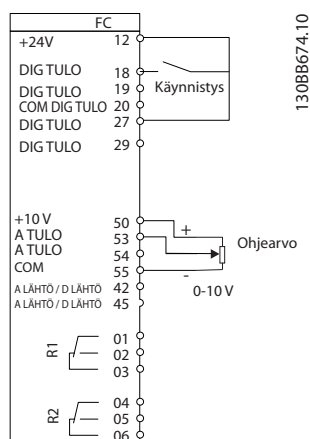 FC
+24V 12
DIG TULO 18
DIG TULO 19
COM DIG TULO 20
DIG TULO 27
DIG TULO 29
Käynnistys
+10 V 50
A TULO 53
A TULO 54
COM 55
A LÄHTÖ / D LÄHTÖ 42
A LÄHTÖ / D LÄHTÖ 45
+
Ohjearvo
-
0-10 V
R1
01
02
03
R2
04
05
06
130BB674.10